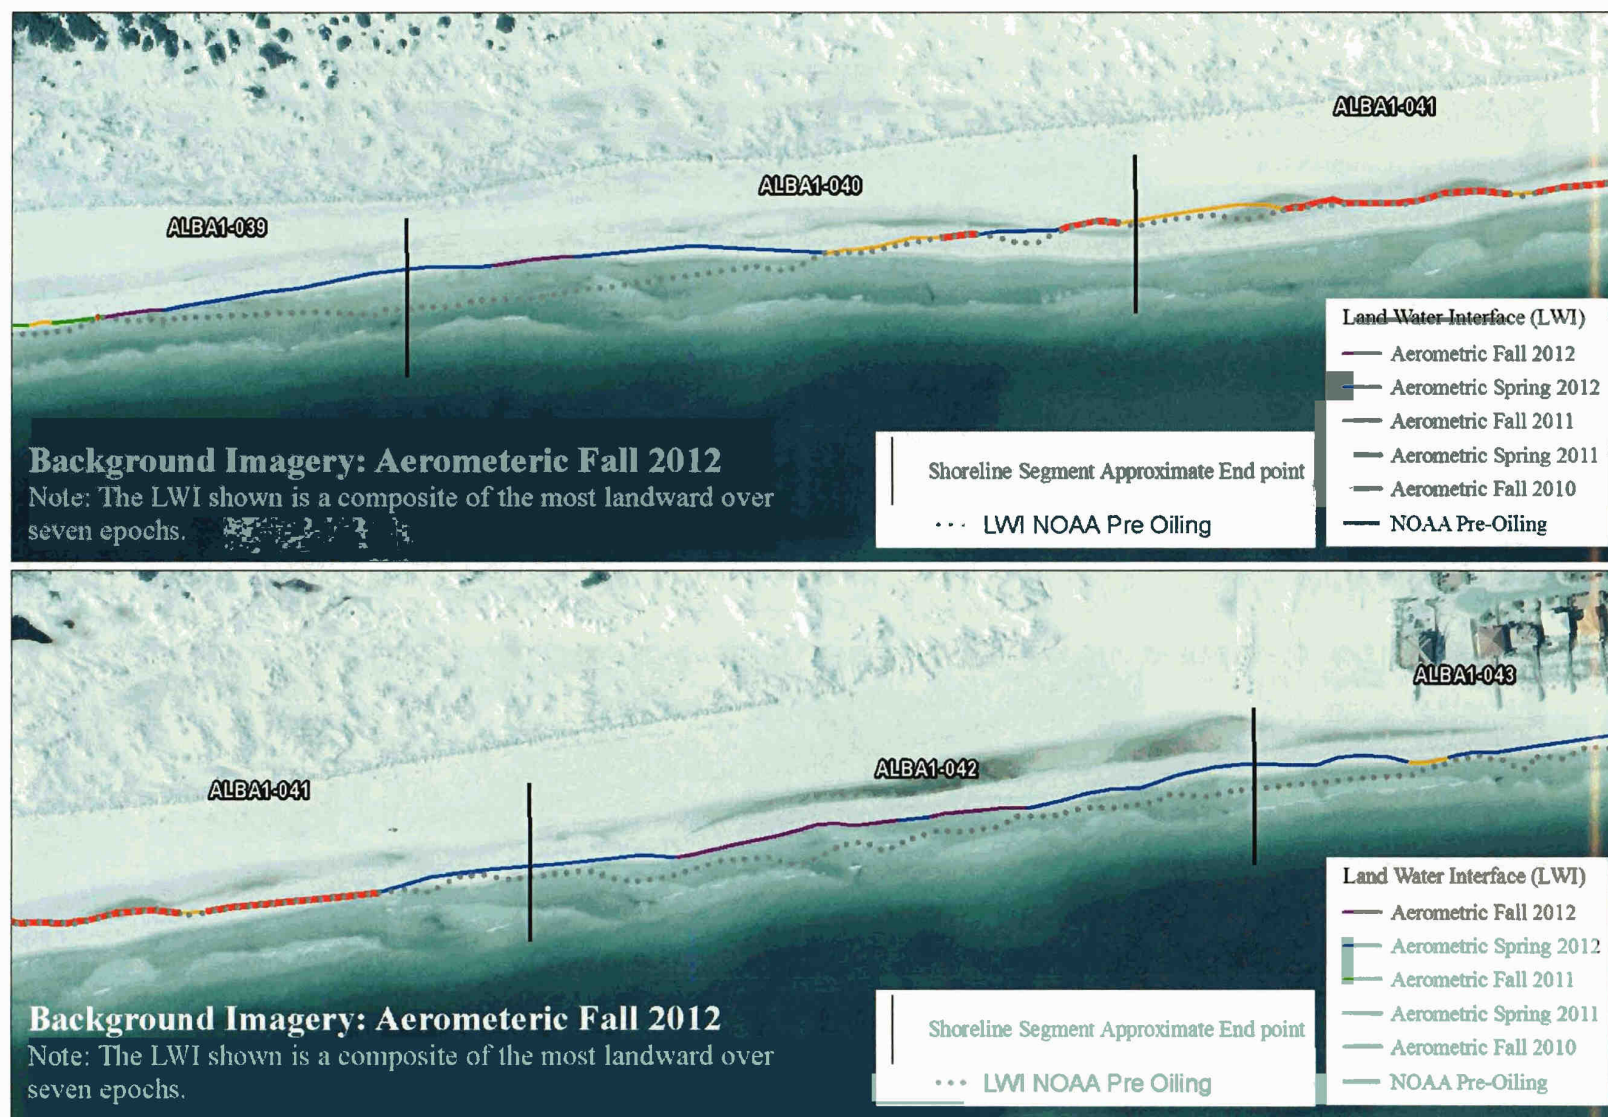 ALBA1-041
ALBA1-040
ALBA1-039
Land Water Interface (LWI)
Aerometric Fall 2012
Aerometric Spring 2012
Aerometric Fall 2011
Aerometric Spring 2011
Aerometric Fall 2010
NOAA Pre-Oiling
Shoreline Segment Approximate End point
LWI NOAA Pre Oiling
Background Imagery: Aerometeric Fall 2012
Note: The LWI shown is a composite of the most landward over
seven epochs.
ALBA1-043
ALBA1-042
ALBA1-041
Land Water Interface (LWI)
Aerometric Fall 2012
Aerometric Spring 2012
Aerometric Fall 2011
Aerometric Spring 2011
Aerometric Fall 2010
NOAA Pre-Oiling
Shoreline Segment Approximate End point
LWI NOAA Pre Oiling
Background Imagery: Aerometeric Fall 2012
Note: The LWI shown is a composite of the most landward over
seven epochs.